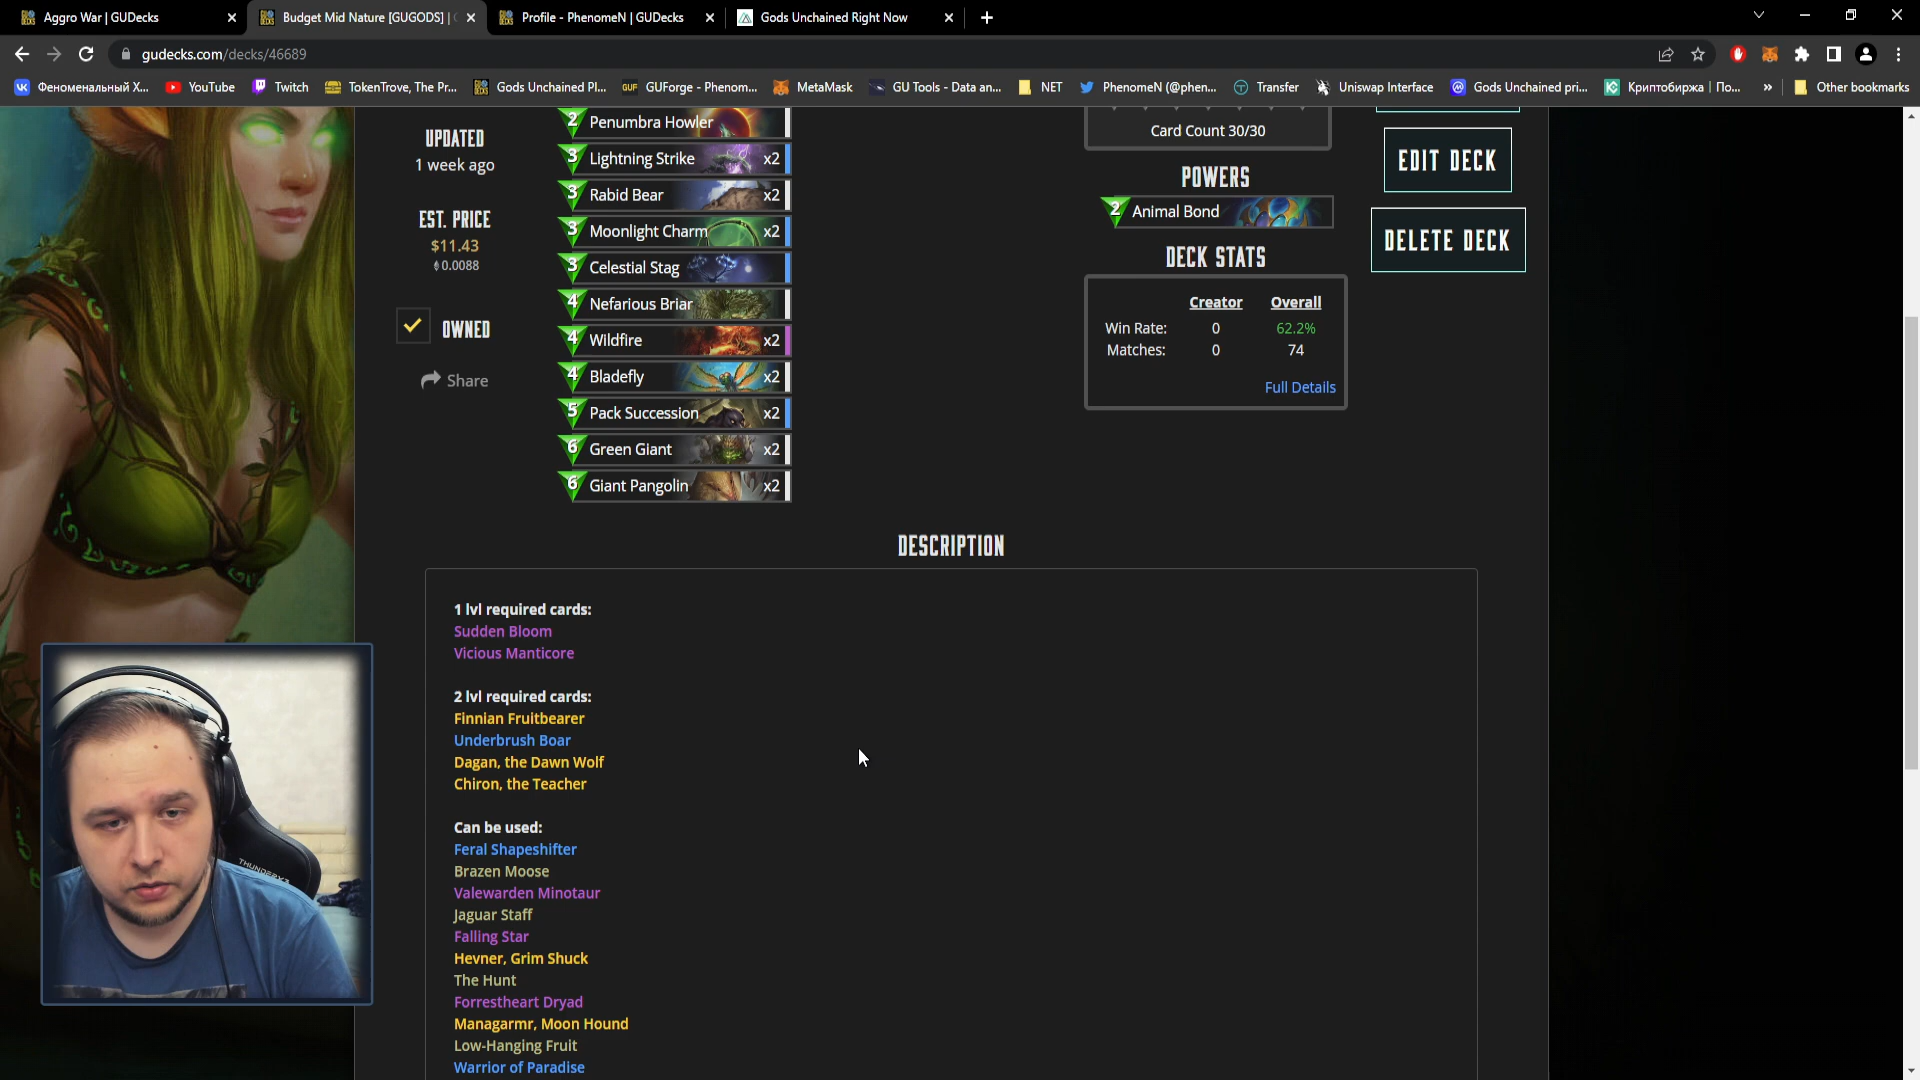 Aggro War | GUDecks
Budget Mid Nature [GUGODS] |
Profile - PhenomeN | GUDecks
Gods Unchained Right Now
gudecks.com/decks/46689
Феноменальный Х...
YouTube
Twitch
TokenTrove, The Pr...
Gods Unchained Pl...
GUF
GUForge - Phenom...
MetaMask
GU Tools - Data an...
NET
PhenomeN (@phen...
Transfer
Uniswap Interface
Gods Unchained pri...
Криптобиржа | По...
»
Other bookmarks
UPDATED
1 week ago
EST. PRICE
$11.43
0.0088
OWNED
Share
2 Penumbra Howler
3 Lightning Strike x2
3 Rabid Bear x2
3 Moonlight Charm x2
3 Celestial Stag
4 Nefarious Briar
4 Wildfire x2
4 Bladefly x2
5 Pack Succession x2
6 Green Giant x2
6 Giant Pangolin x2
Card Count 30/30
POWERS
2 Animal Bond
DECK STATS
Creator Overall
Win Rate: 0 62.2%
Matches: 0 74
Full Details
EDIT DECK
DELETE DECK
DESCRIPTION
1 lvl required cards:
Sudden Bloom
Vicious Manticore
2 lvl required cards:
Finnian Fruitbearer
Underbrush Boar
Dagan, the Dawn Wolf
Chiron, the Teacher
Can be used:
Feral Shapeshifter
Brazen Moose
Valewarden Minotaur
Jaguar Staff
Falling Star
Hevner, Grim Shuck
The Hunt
Forrestheart Dryad
Managarmr, Moon Hound
Low-Hanging Fruit
Warrior of Paradise
THUNDERX3